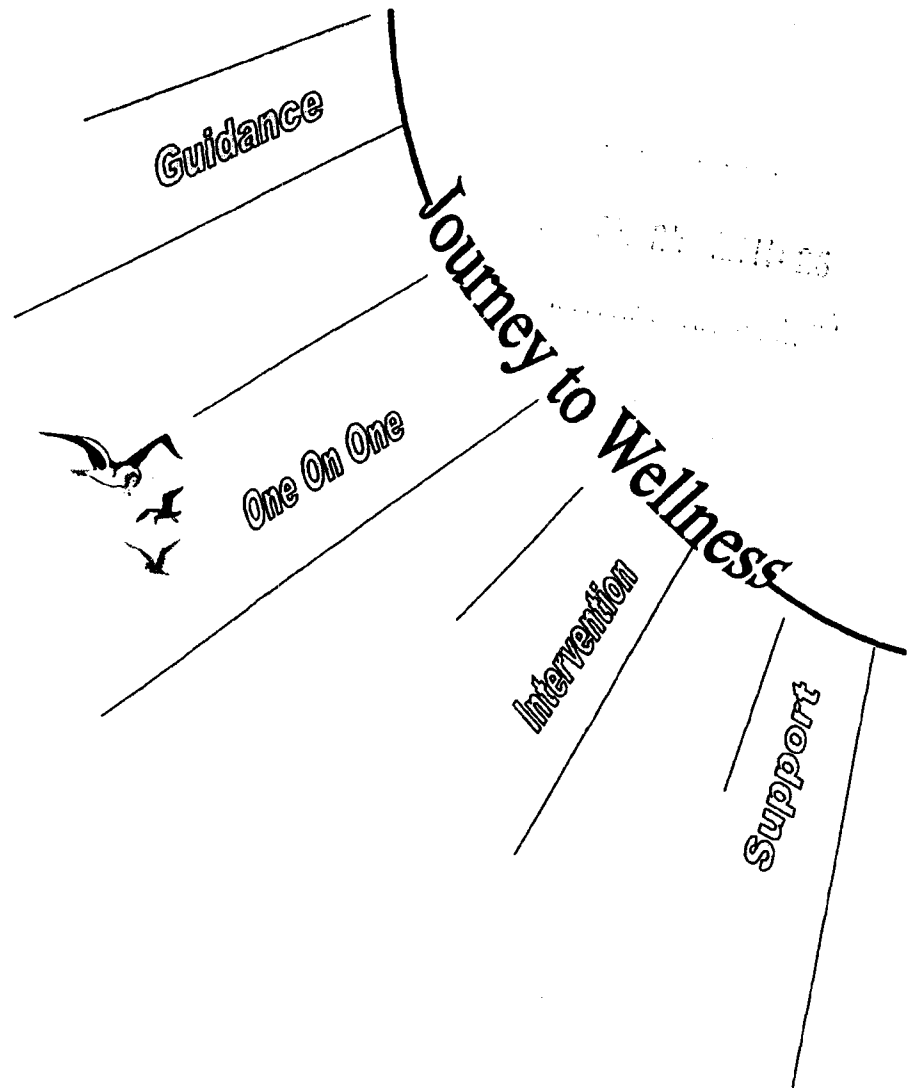 Guidance
Journey to Wellness
One On One
Intervention
Support